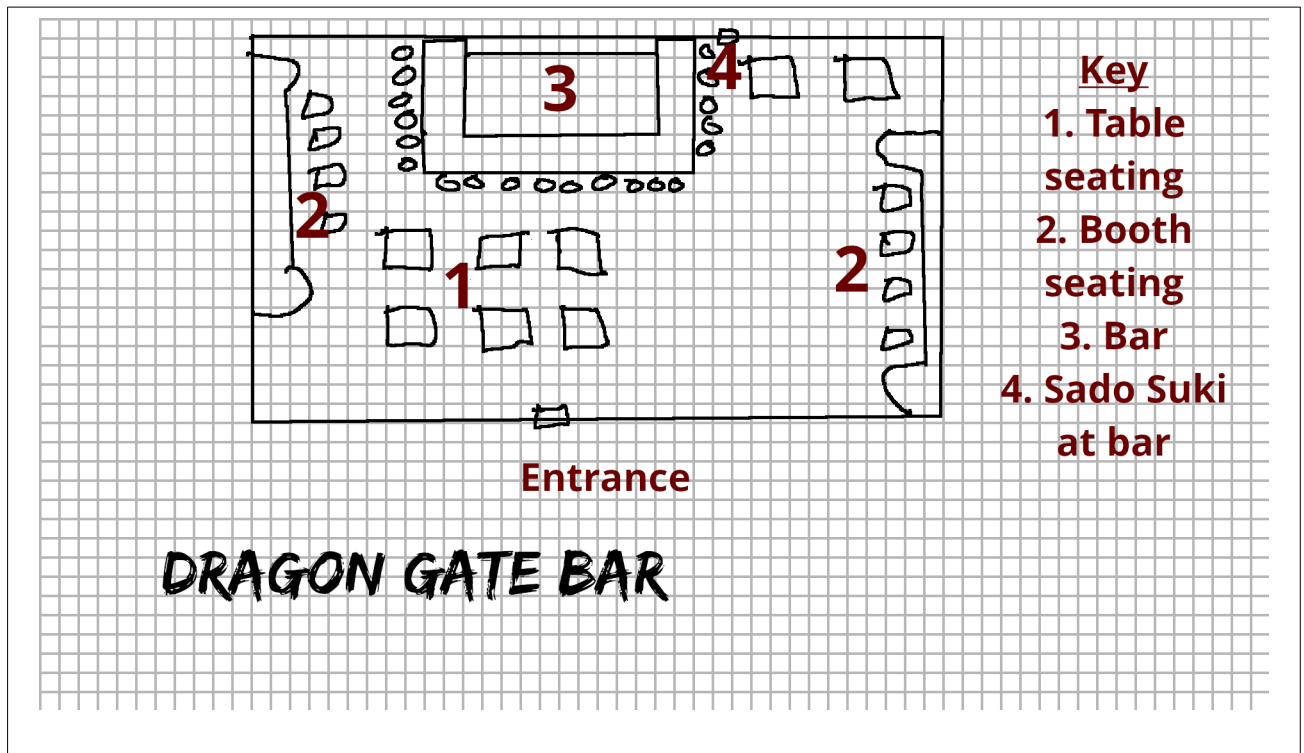 3
4
2
1
2
Key
1. Table
seating
2. Booth
seating
3. Bar
4. Sado Suki
at bar
Entrance
DRAGON GATE BAR